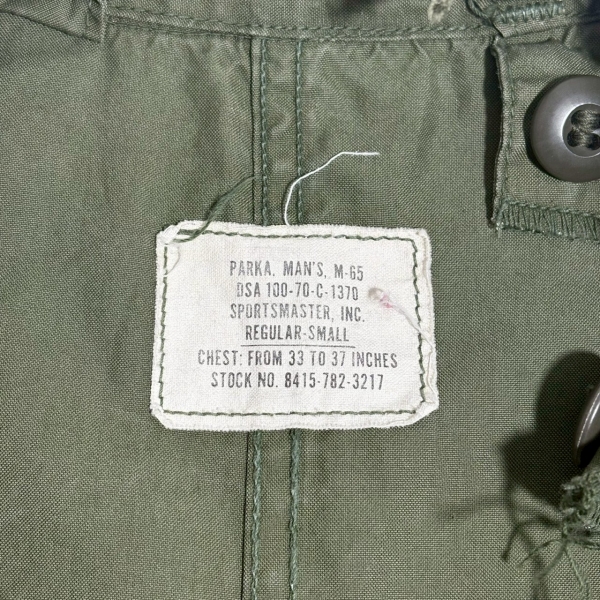 PARKA, MAN'S, M-65
DSA 100-70-C-1370
SPORTSMASTER, INC.
REGULAR-SMALL
CHEST: FROM 33 TO 37 INCHES
STOCK NO. 8415-782-3217